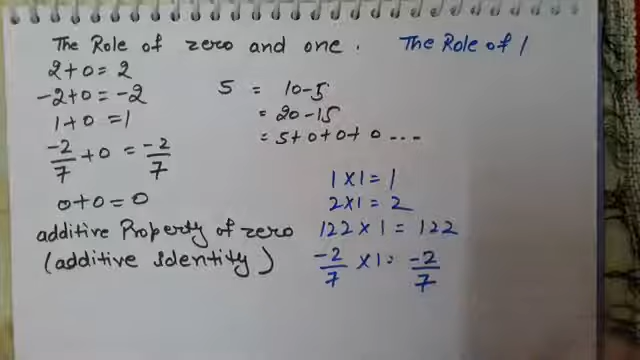 The Role of zero and one.
2+0=2
-2+0=-2
1+0=1
-2/7+0=-2/7
0+0=0
additive Property of zero
(additive Identity)
5 = 10-5
= 20-15
= 5+0+0+0....
The Role of 1
1×1=1
2×1=2
122×1=122
-2/7×1=-2/7